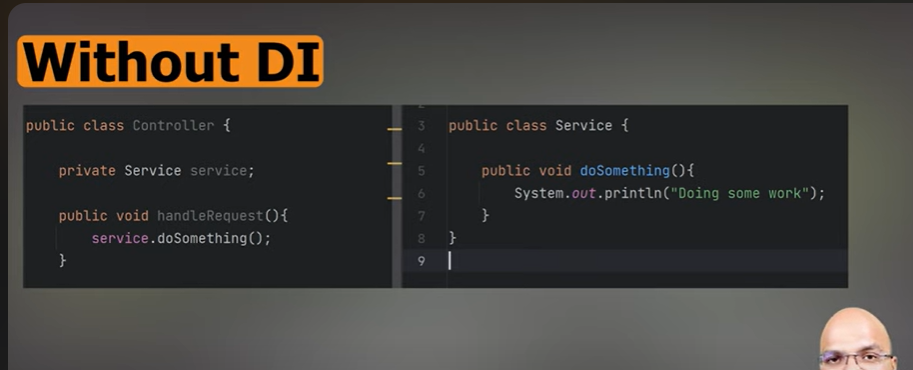 Without DI
public class Controller {
private Service service;
public void handleRequest(){
service.doSomething();
}
3 public class Service {
4
5 public void doSomething(){
6 System.out.println("Doing some work");
7 }
8 }
9